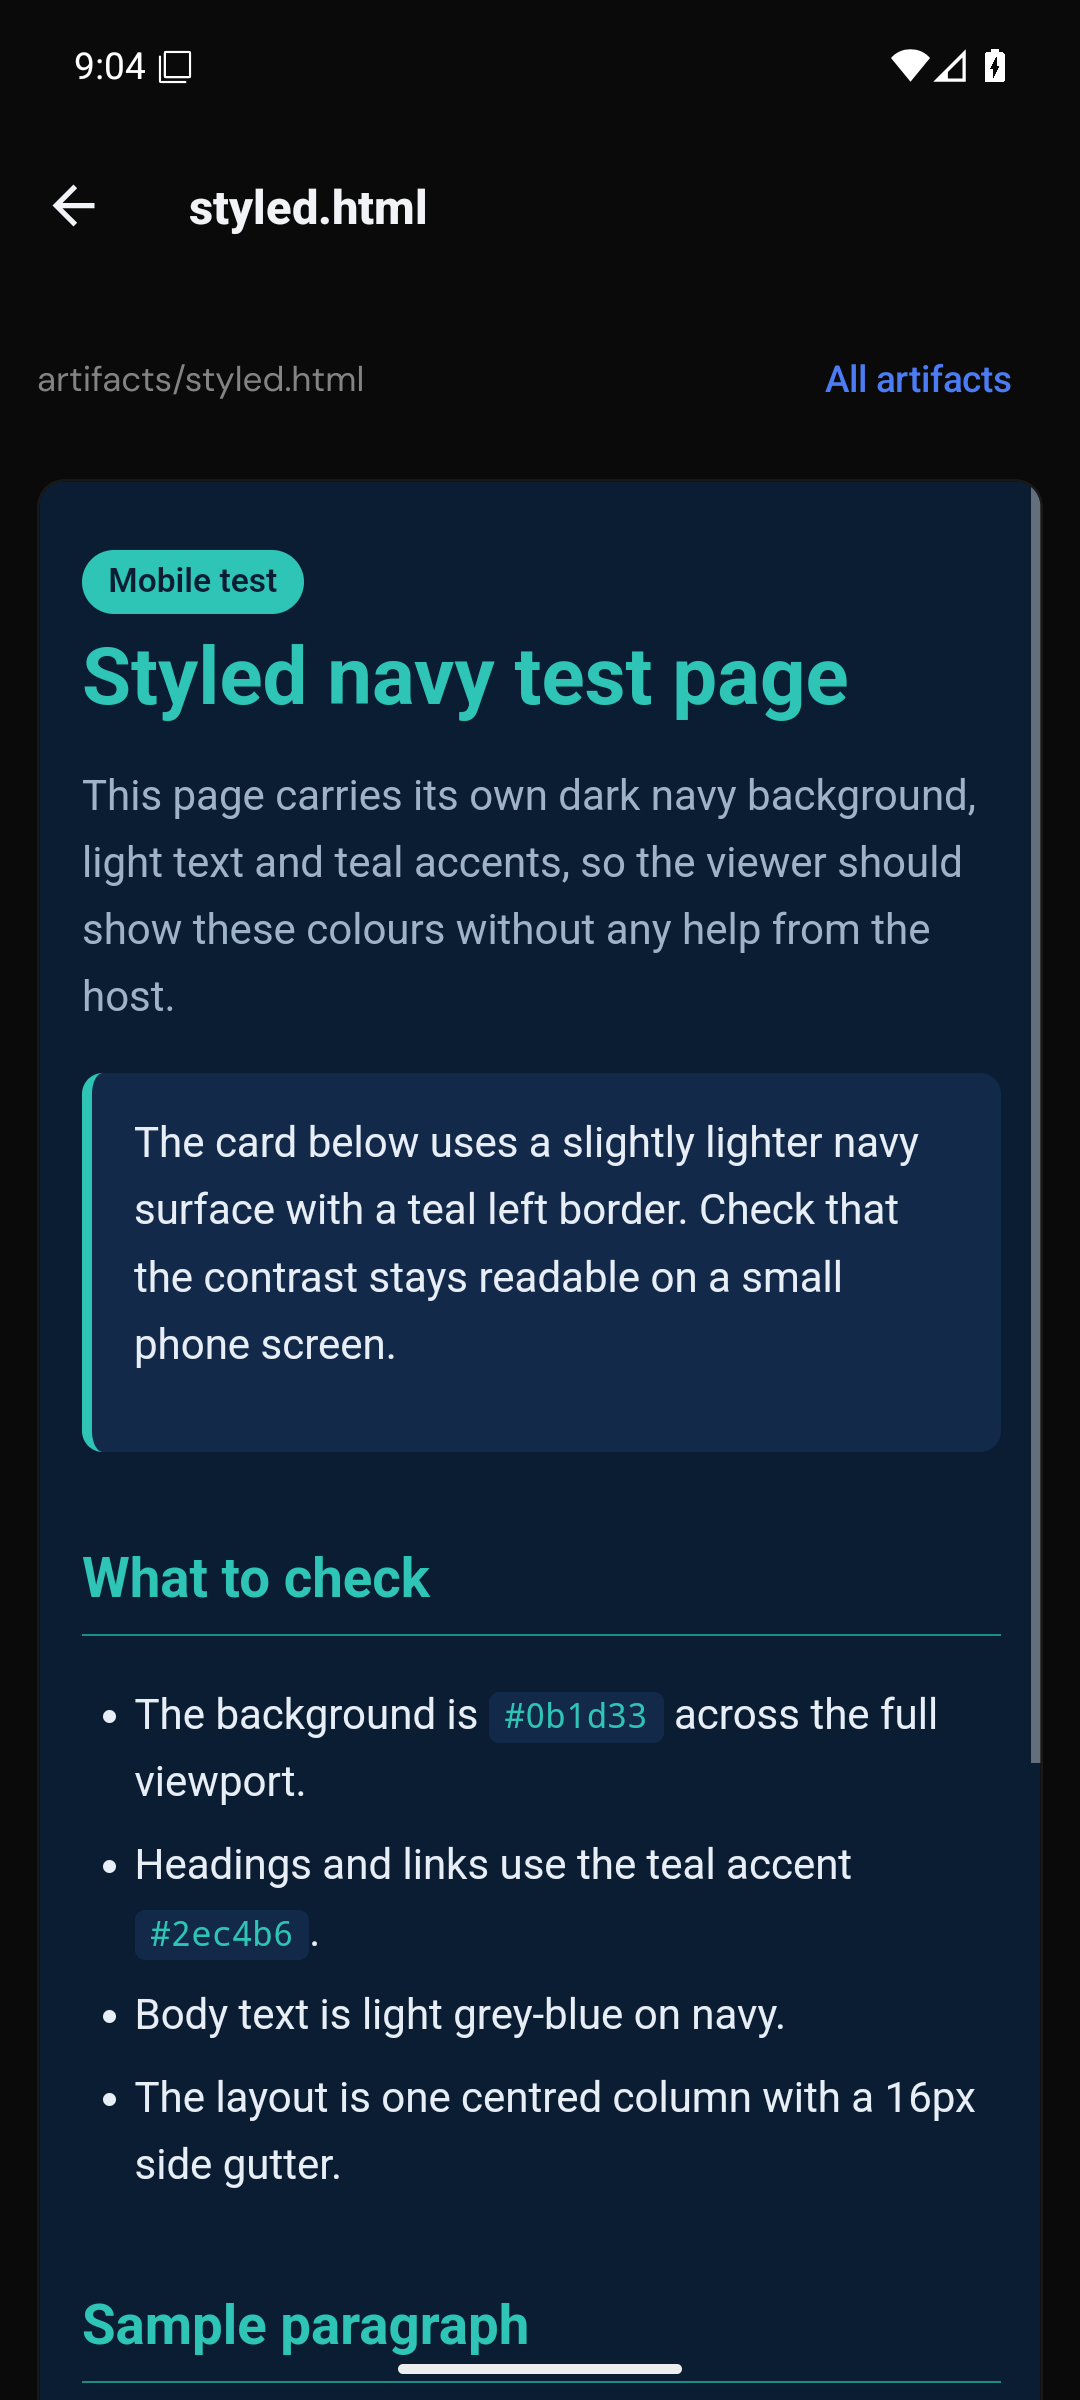 9:04
styled.html
artifacts/styled.html
All artifacts
Mobile test
Styled navy test page
This page carries its own dark navy background,
light text and teal accents, so the viewer should
show these colours without any help from the
host.
The card below uses a slightly lighter navy
surface with a teal left border. Check that
the contrast stays readable on a small
phone screen.
What to check
• The background is #0b1d33 across the full
viewport.
• Headings and links use the teal accent
#2ec4b6.
• Body text is light grey-blue on navy.
• The layout is one centred column with a 16px
side gutter.
Sample paragraph